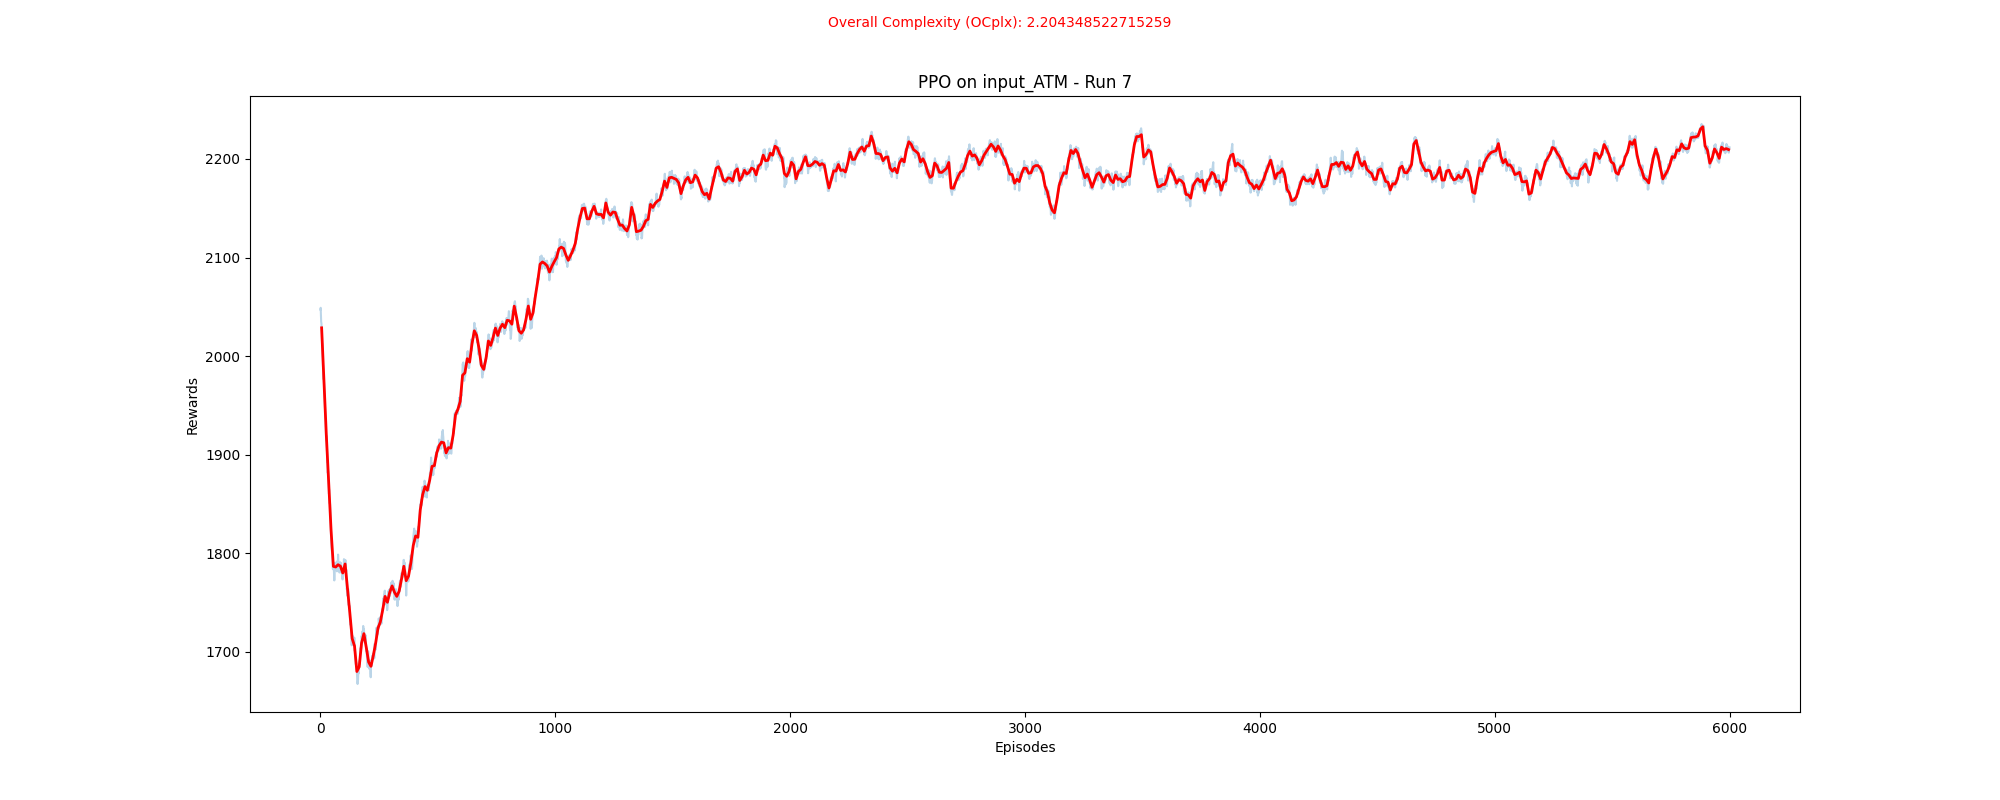 Overall Complexity (OCplx): 2.204348522715259
PPO on input_ATM - Run 7
2200
2100
2000
1900
1800
1700
Rewards
0 1000 2000 3000 4000 5000 6000
Episodes